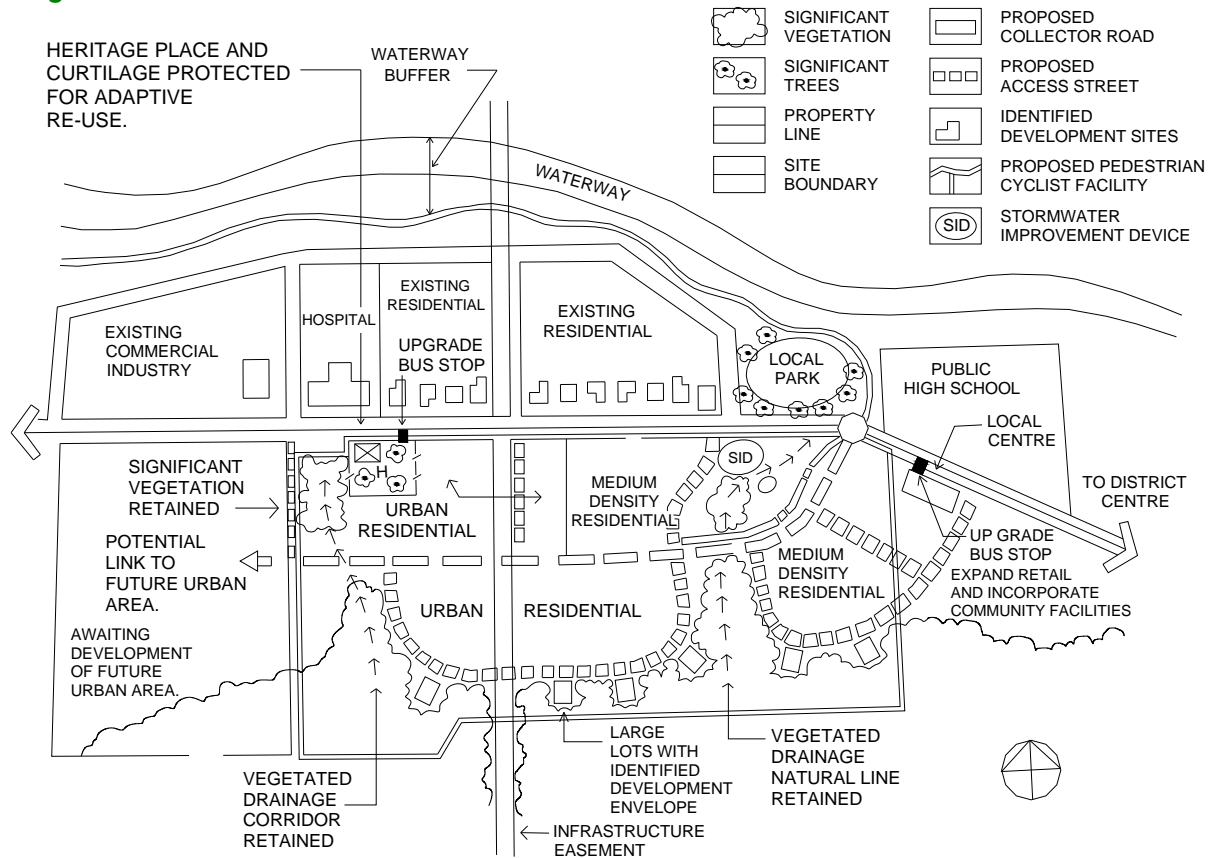 HERITAGE PLACE AND
CURTILAGE PROTECTED
FOR ADAPTIVE
RE-USE.
WATERWAY
BUFFER
SIGNIFICANT
VEGETATION
SIGNIFICANT
TREES
PROPERTY
LINE
SITE
BOUNDARY
PROPOSED
COLLECTOR ROAD
PROPOSED
ACCESS STREET
IDENTIFIED
DEVELOPMENT SITES
PROPOSED PEDESTRIAN
CYCLIST FACILITY
SID
STORMWATER
IMPROVEMENT DEVICE
WATERWAY
EXISTING
COMMERCIAL
INDUSTRY
HOSPITAL
EXISTING
RESIDENTIAL
UPGRADE
BUS STOP
EXISTING
RESIDENTIAL
LOCAL
PARK
PUBLIC
HIGH SCHOOL
LOCAL
CENTRE
TO DISTRICT
CENTRE
SIGNIFICANT
VEGETATION
RETAINED
H
URBAN
RESIDENTIAL
MEDIUM
DENSITY
RESIDENTIAL
SID
POTENTIAL
LINK TO
FUTURE URBAN
AREA.
MEDIUM
DENSITY
RESIDENTIAL
UP GRADE
BUS STOP
EXPAND RETAIL
AND INCORPORATE
COMMUNITY FACILITIES
URBAN RESIDENTIAL
AWAITING
DEVELOPMENT
OF FUTURE
URBAN AREA.
VEGETATED
DRAINAGE
CORRIDOR
RETAINED
LARGE
LOTS WITH
IDENTIFIED
DEVELOPMENT
ENVELOPE
VEGETATED
DRAINAGE
NATURAL LINE
RETAINED
INFRASTRUCTURE
EASEMENT